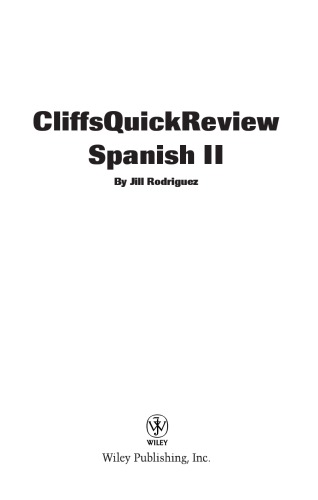 CliffsQuickReview
Spanish II
By Jill Rodriguez
WILEY
Wiley Publishing, Inc.